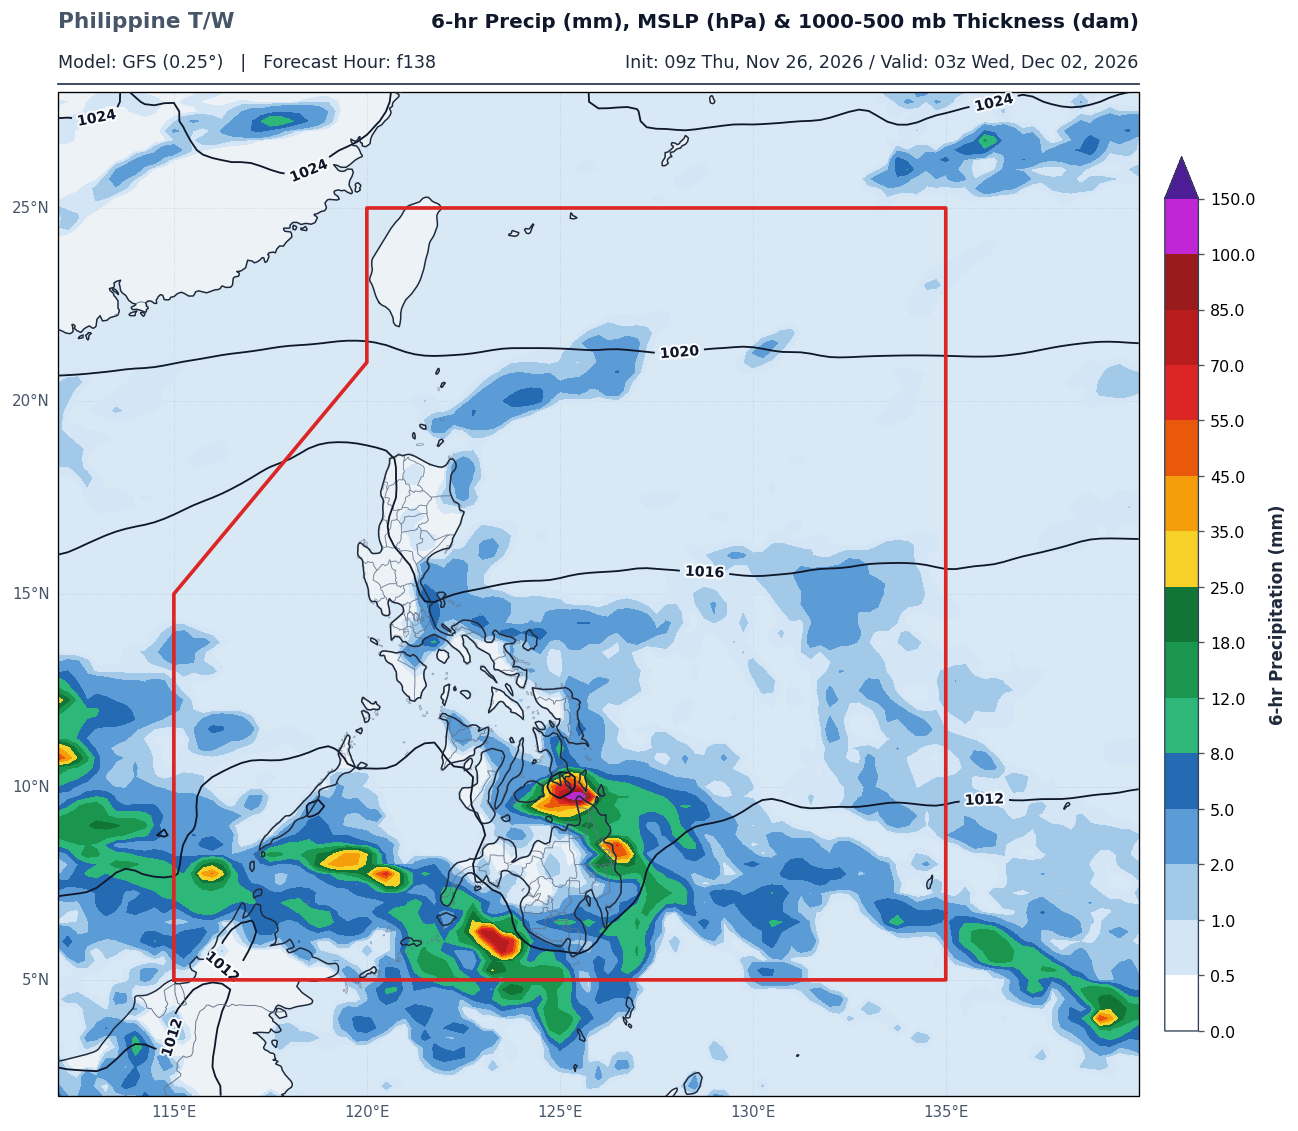 Philippine T/W
6-hr Precip (mm), MSLP (hPa) & 1000-500 mb Thickness (dam)
Model: GFS (0.25°) | Forecast Hour: f138
Init: 09z Thu, Nov 26, 2026 / Valid: 03z Wed, Dec 02, 2026
1024
1024
1024
1020
1016
1012
1012
1012
25°N
20°N
15°N
10°N
5°N
115°E
120°E
125°E
130°E
135°E
150.0
100.0
85.0
70.0
55.0
45.0
35.0
25.0
18.0
12.0
8.0
5.0
2.0
1.0
0.5
0.0
6-hr Precipitation (mm)